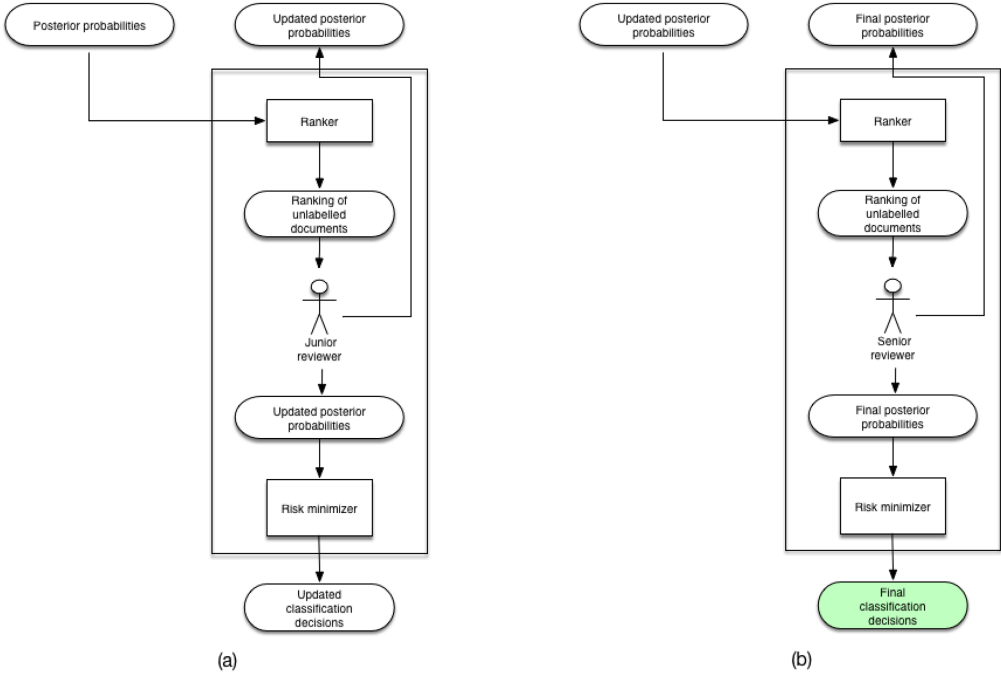 Posterior probabilities
Updated posterior
probabilities
Ranker
Ranking of
unlabelled
documents
Junior
reviewer
Updated posterior
probabilities
Risk minimizer
Updated
classification
decisions
(a)
Updated posterior
probabilities
Final posterior
probabilities
Ranker
Ranking of
unlabelled
documents
Senior
reviewer
Final posterior
probabilities
Risk minimizer
Final
classification
decisions
(b)